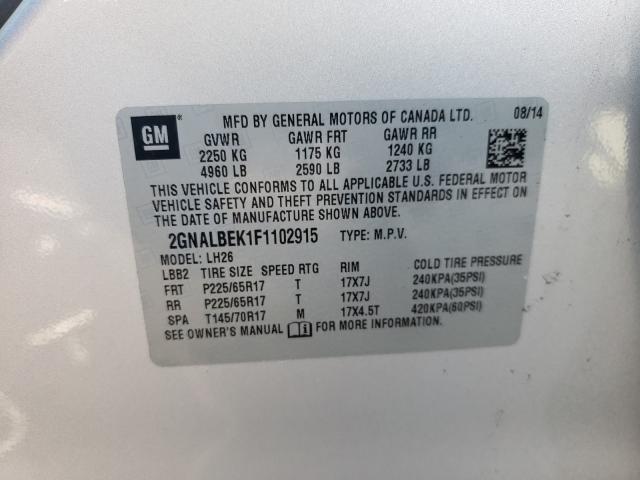 GM
MFD BY GENERAL MOTORS OF CANADA LTD. 08/14
GVWR GAWR FRT GAWR RR
2250 KG 1175 KG 1240 KG
4960 LB 2590 LB 2733 LB
THIS VEHICLE CONFORMS TO ALL APPLICABLE U.S. FEDERAL MOTOR
VEHICLE SAFETY AND THEFT PREVENTION STANDARDS IN EFFECT ON
THE DATE OF MANUFACTURE SHOWN ABOVE.
2GNALBEK1F1102915 TYPE: M.P.V.
MODEL: LH26
LBB2 TIRE SIZE SPEED RTG RIM COLD TIRE PRESSURE
FRT P225/65R17 T 17X7J 240KPA(35PSI)
RR P225/65R17 T 17X7J 240KPA(35PSI)
SPA T145/70R17 M 17X4.5T 420KPA(60PSI)
SEE OWNER'S MANUAL FOR MORE INFORMATION.